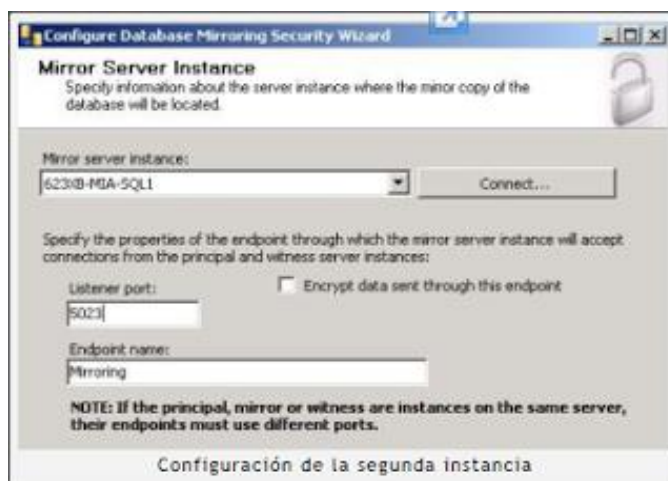 Configure Database Mirroring Security Wizard
Mirror Server Instance
Specify information about the server instance where the mirror copy of the
database will be located.
Mirror server instance:
623XB-MIA-SQL1
Connect...
Specify the properties of the endpoint through which the mirror server instance will accept
connections from the principal and witness server instances:
Listener port:
Encrypt data sent through this endpoint
5023
Endpoint name:
Mirroring
NOTE: If the principal, mirror or witness are instances on the same server,
their endpoints must use different ports.
Configuración de la segunda instancia